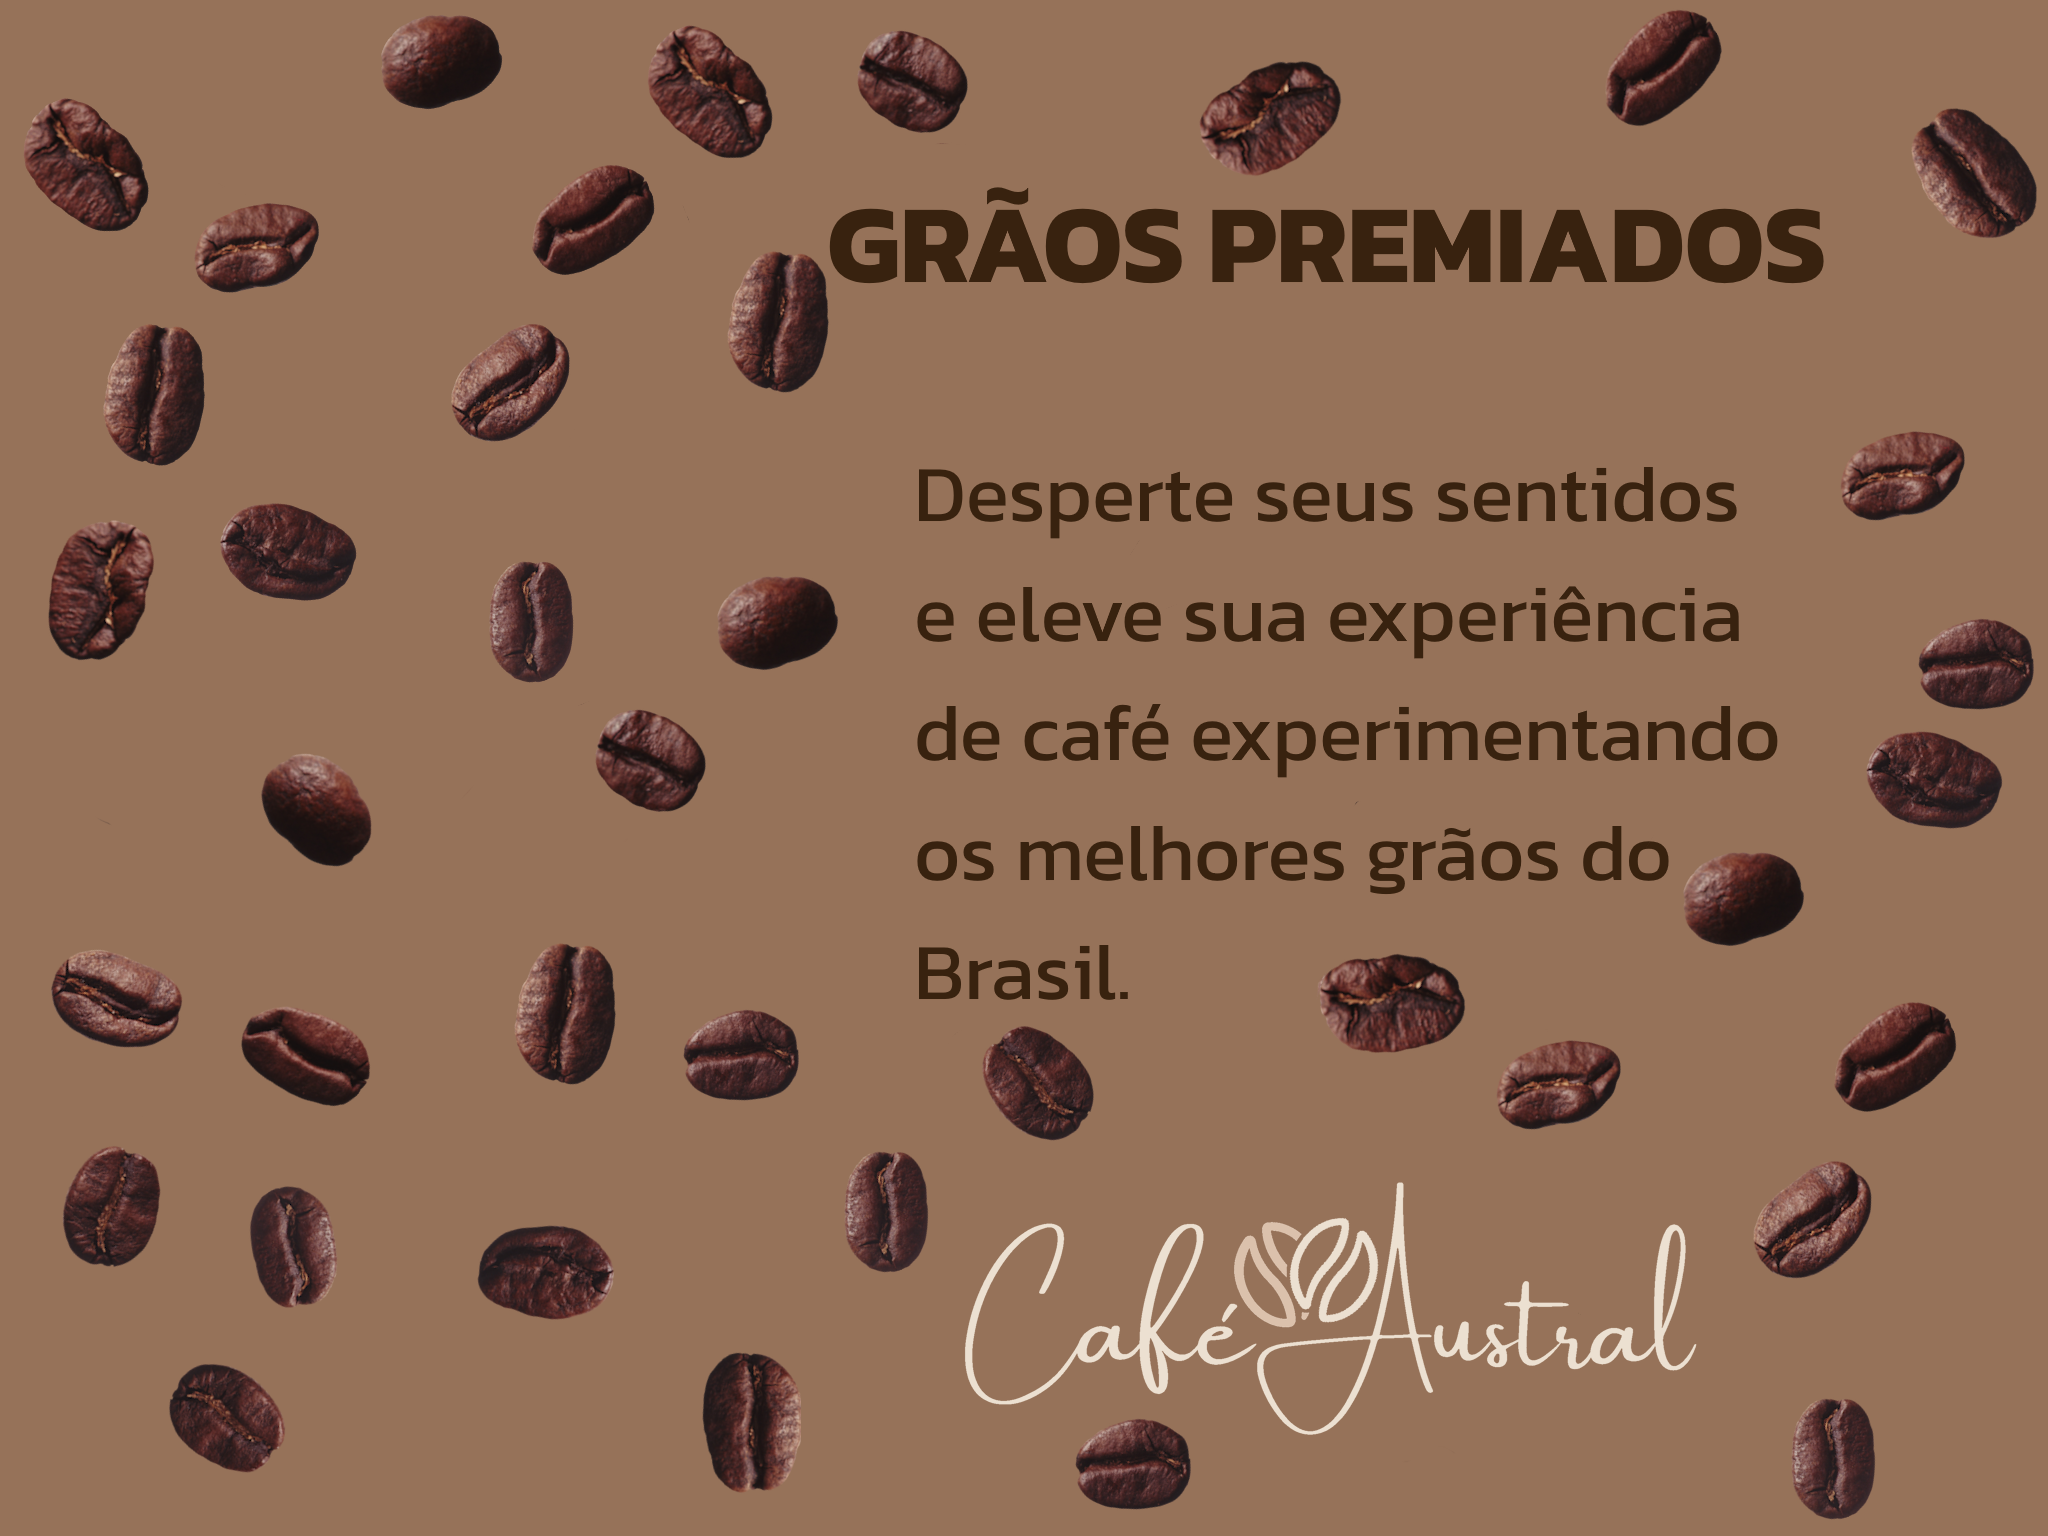 GRÃOS PREMIADOS
Desperte seus sentidos
e eleve sua experiência
de café experimentando
os melhores grãos do
Brasil.
Café Austral